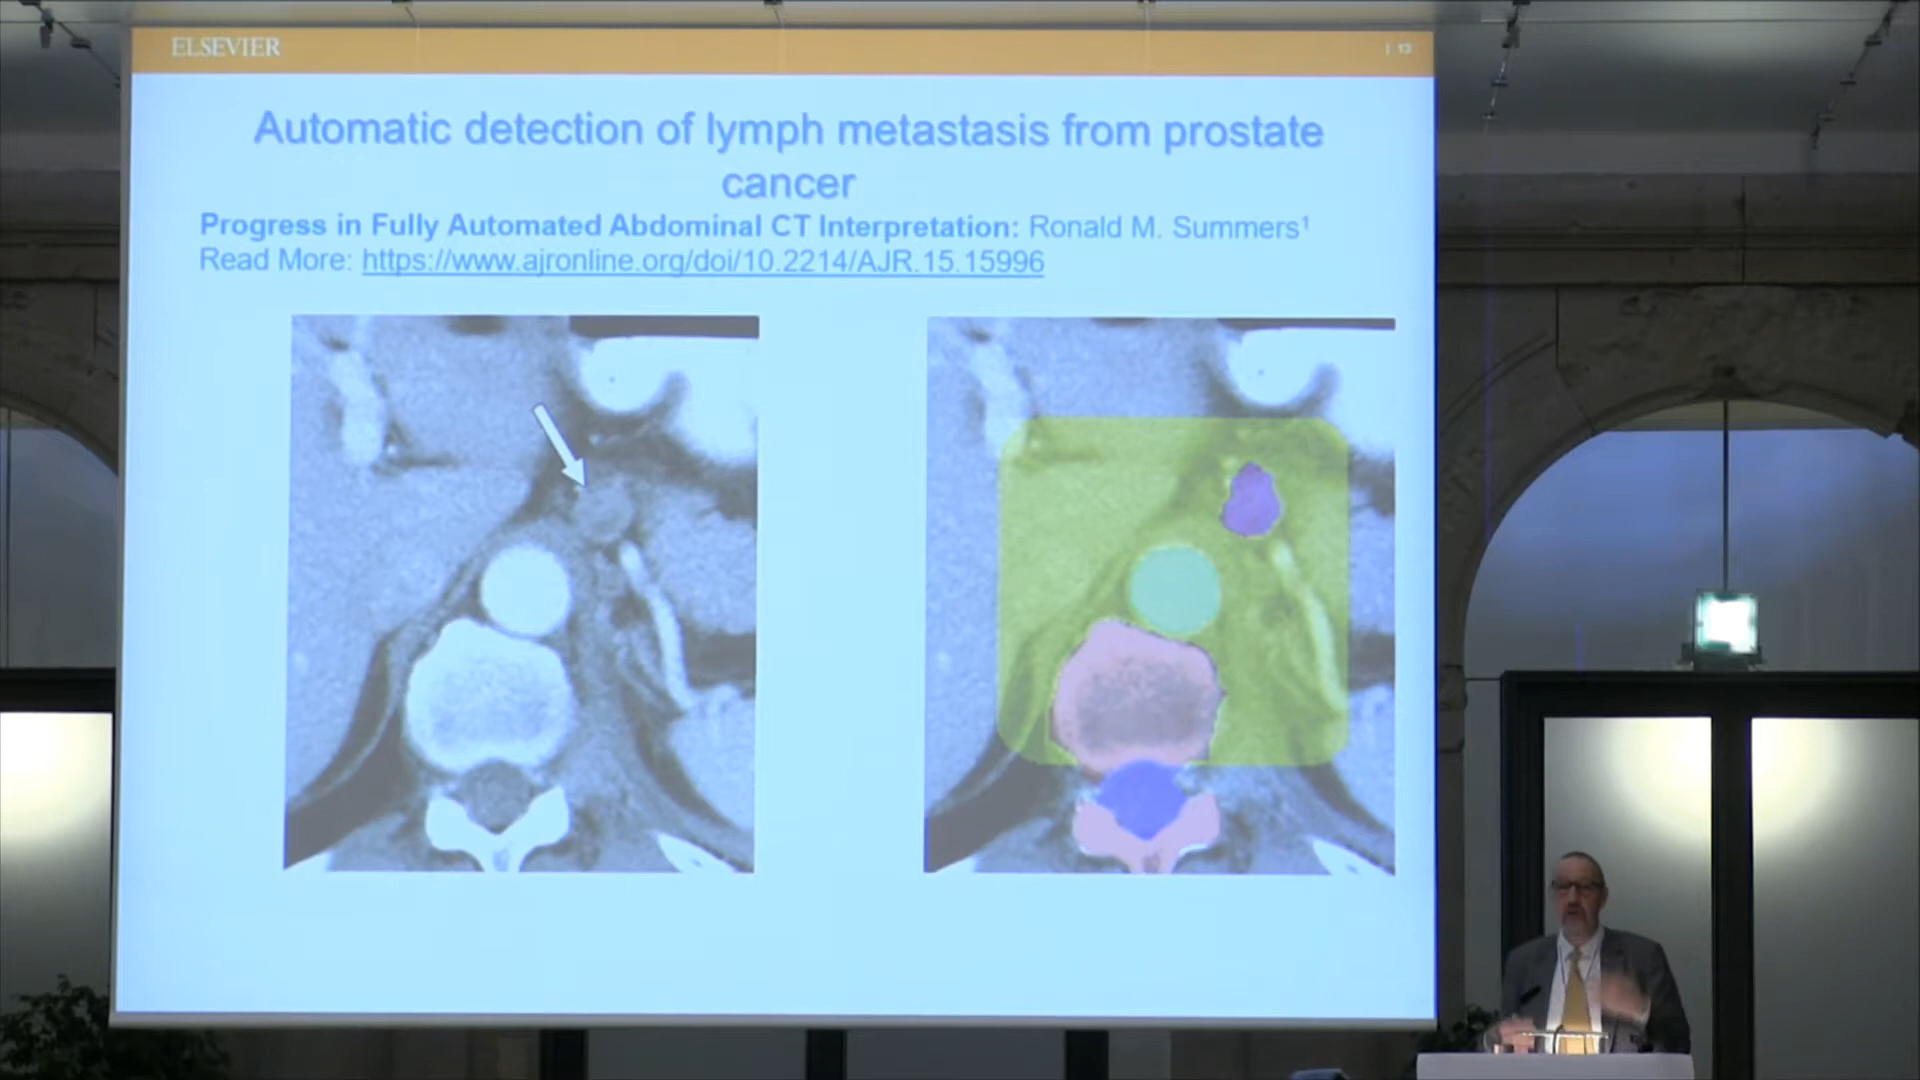 ELSEVIER
| 13
Automatic detection of lymph metastasis from prostate
cancer
Progress in Fully Automated Abdominal CT Interpretation: Ronald M. Summers¹
Read More: https://www.ajronline.org/doi/10.2214/AJR.15.15996